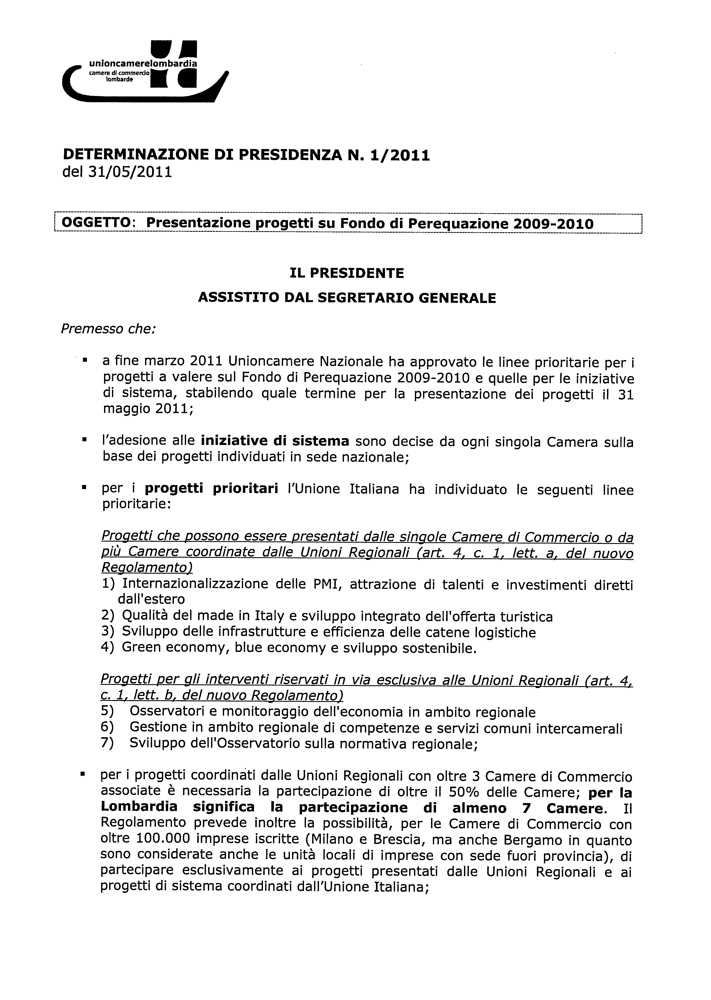 unioncamerelombardia
camere di commercio
lombarde
DETERMINAZIONE DI PRESIDENZA N. 1/2011
del 31/05/2011
OGGETTO: Presentazione progetti su Fondo di Perequazione 2009-2010
IL PRESIDENTE
ASSISTITO DAL SEGRETARIO GENERALE
Premesso che:
▪ a fine marzo 2011 Unioncamere Nazionale ha approvato le linee prioritarie per i
progetti a valere sul Fondo di Perequazione 2009-2010 e quelle per le iniziative
di sistema, stabilendo quale termine per la presentazione dei progetti il 31
maggio 2011;
▪ l'adesione alle iniziative di sistema sono decise da ogni singola Camera sulla
base dei progetti individuati in sede nazionale;
▪ per i progetti prioritari l'Unione Italiana ha individuato le seguenti linee
prioritarie:
Progetti che possono essere presentati dalle singole Camere di Commercio o da
più Camere coordinate dalle Unioni Regionali (art. 4, c. 1, lett. a, del nuovo
Regolamento)
1) Internazionalizzazione delle PMI, attrazione di talenti e investimenti diretti
dall'estero
2) Qualità del made in Italy e sviluppo integrato dell'offerta turistica
3) Sviluppo delle infrastrutture e efficienza delle catene logistiche
4) Green economy, blue economy e sviluppo sostenibile.
Progetti per gli interventi riservati in via esclusiva alle Unioni Regionali (art. 4,
c. 1, lett. b, del nuovo Regolamento)
5) Osservatori e monitoraggio dell'economia in ambito regionale
6) Gestione in ambito regionale di competenze e servizi comuni intercamerali
7) Sviluppo dell'Osservatorio sulla normativa regionale;
▪ per i progetti coordinati dalle Unioni Regionali con oltre 3 Camere di Commercio
associate è necessaria la partecipazione di oltre il 50% delle Camere; per la
Lombardia significa la partecipazione di almeno 7 Camere. Il
Regolamento prevede inoltre la possibilità, per le Camere di Commercio con
oltre 100.000 imprese iscritte (Milano e Brescia, ma anche Bergamo in quanto
sono considerate anche le unità locali di imprese con sede fuori provincia), di
partecipare esclusivamente ai progetti presentati dalle Unioni Regionali e ai
progetti di sistema coordinati dall'Unione Italiana;